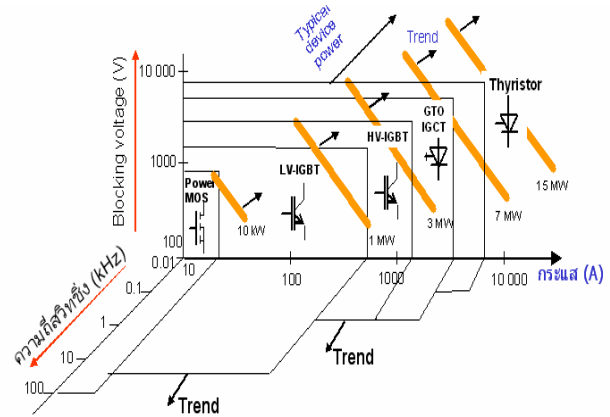 Typical
device
power
Trend
Blocking voltage (V)
10 000
1000
100
0.01
Thyristor
GTO
IGCT
HV-IGBT
LV-IGBT
Power
MOS
10 kW
1 MW
3 MW
7 MW
15 MW
10
100
1000
10 000
กระแส (A)
0.1
1
10
100
ความถี่สวิทชิ่ง (kHz)
Trend
Trend